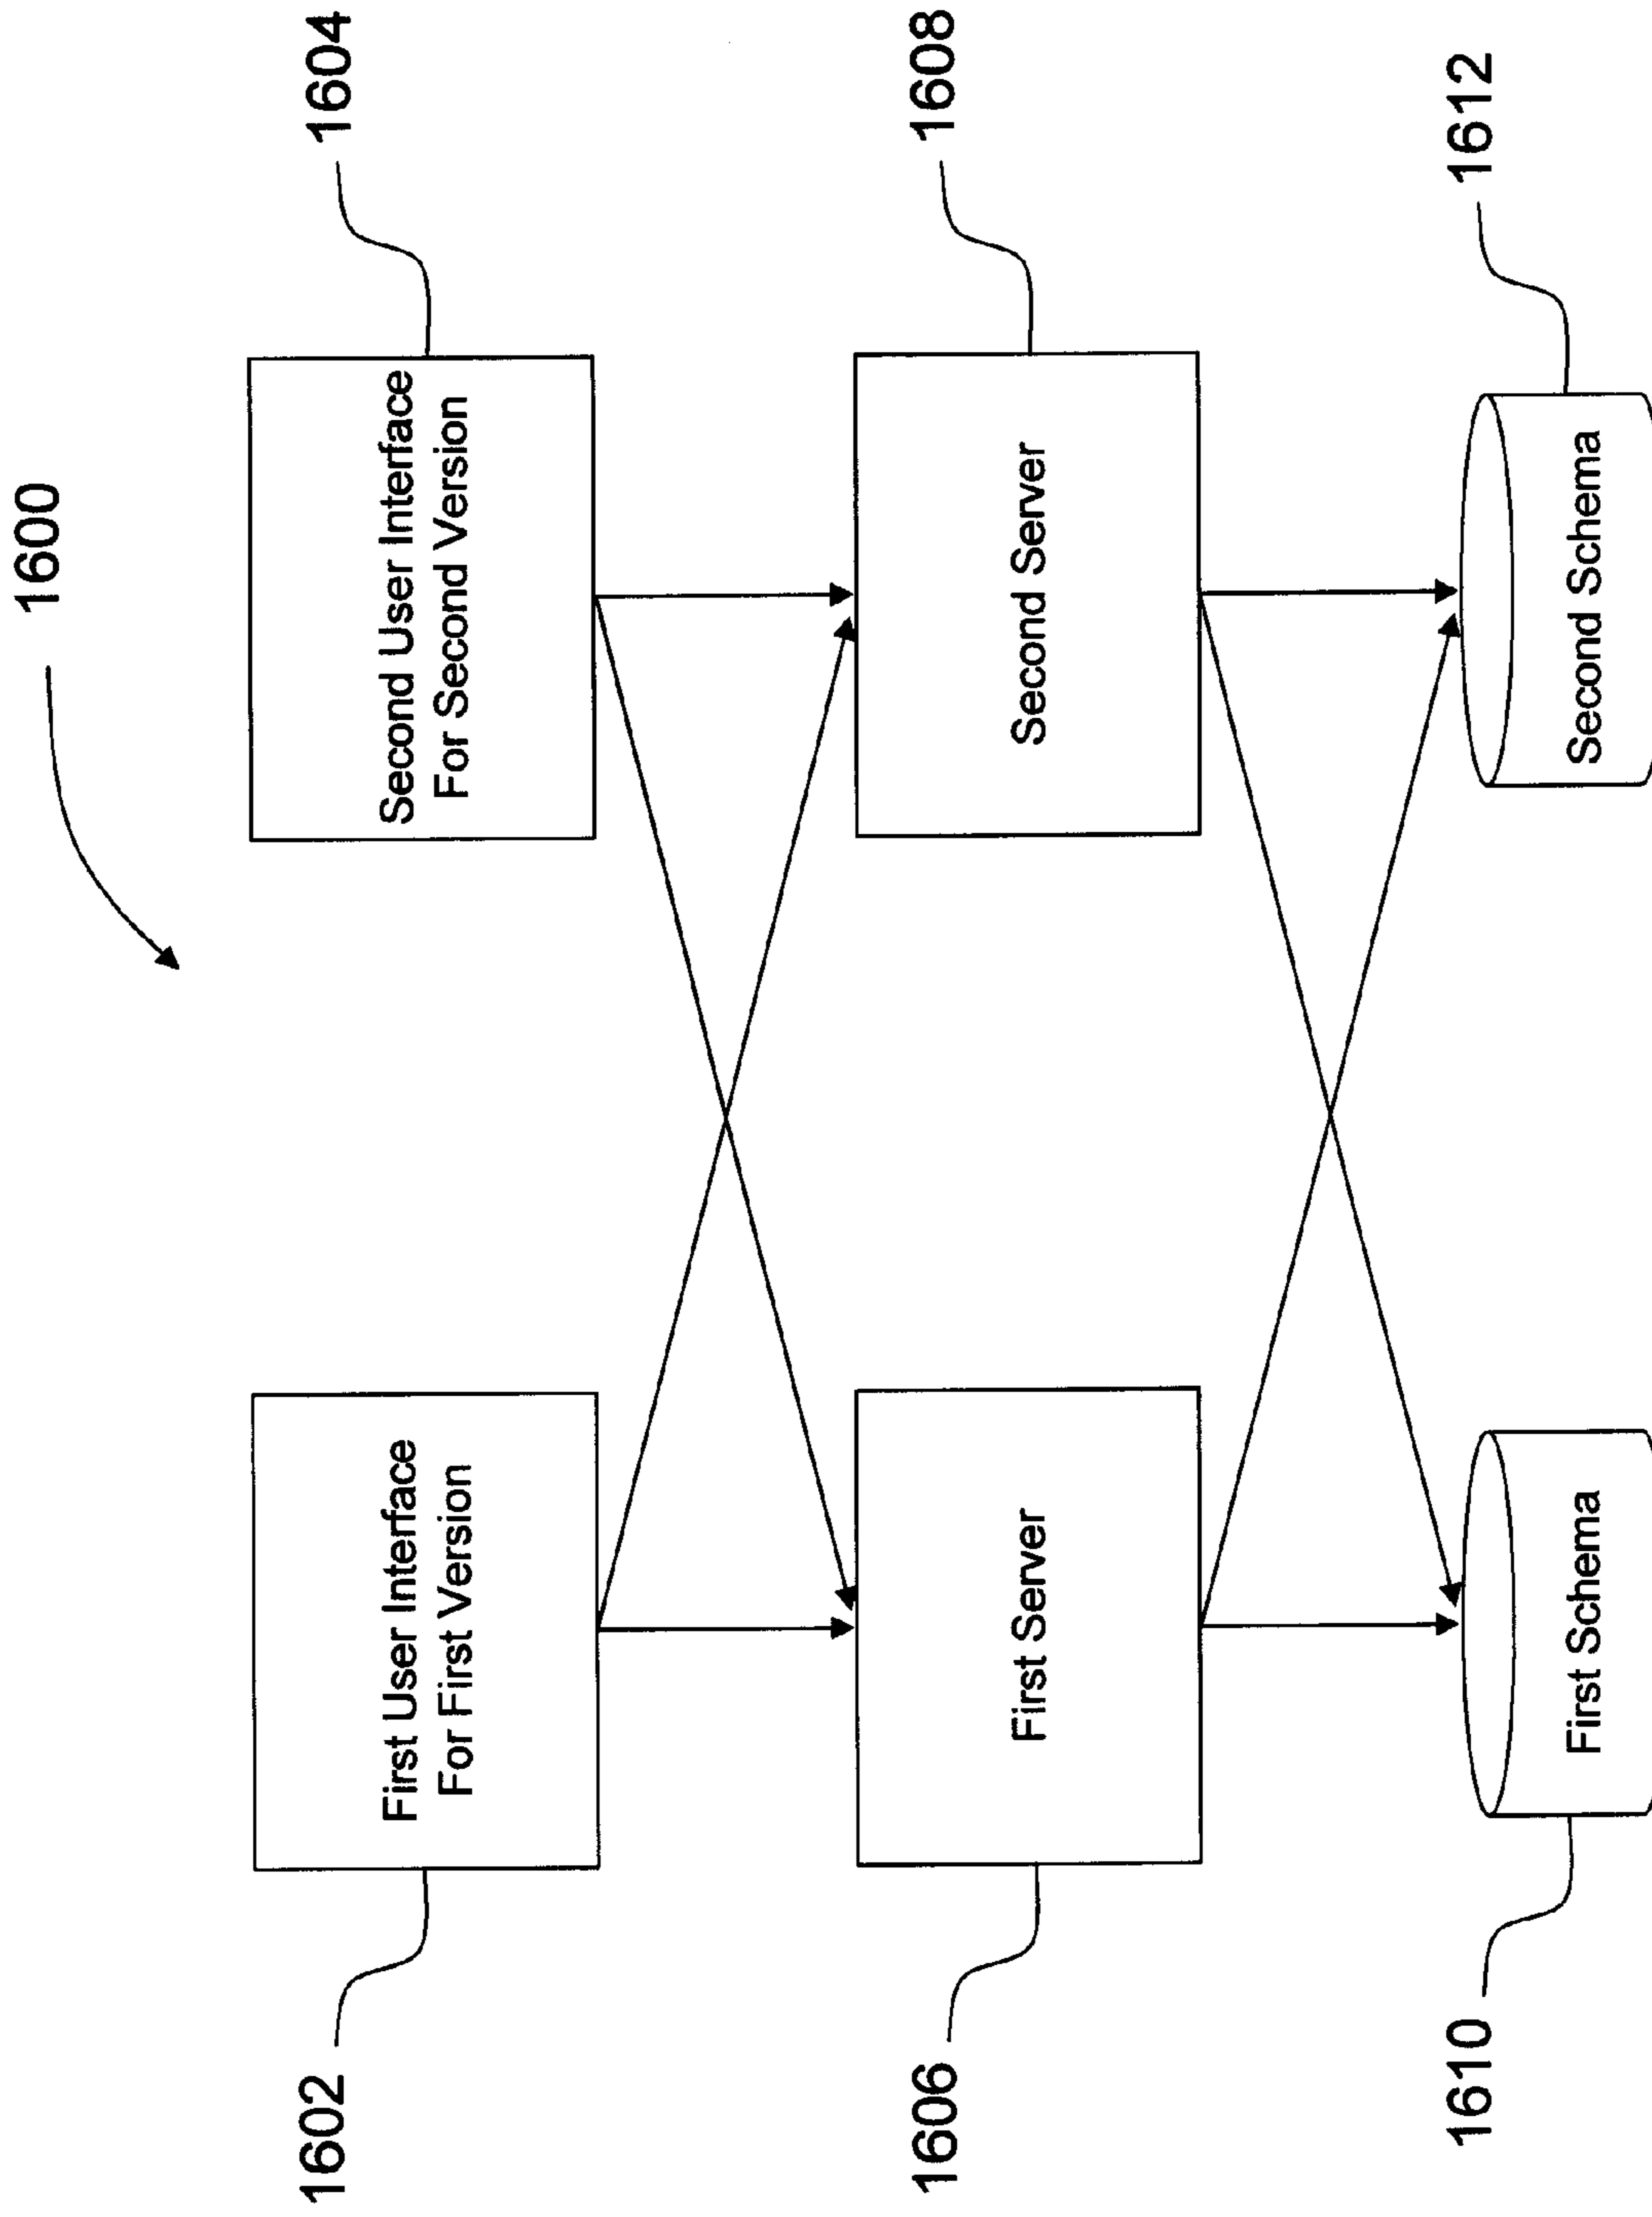 1600
1602
First User Interface
For First Version
Second User Interface
For Second Version
1604
1606
First Server
Second Server
1608
1610
First Schema
Second Schema
1612